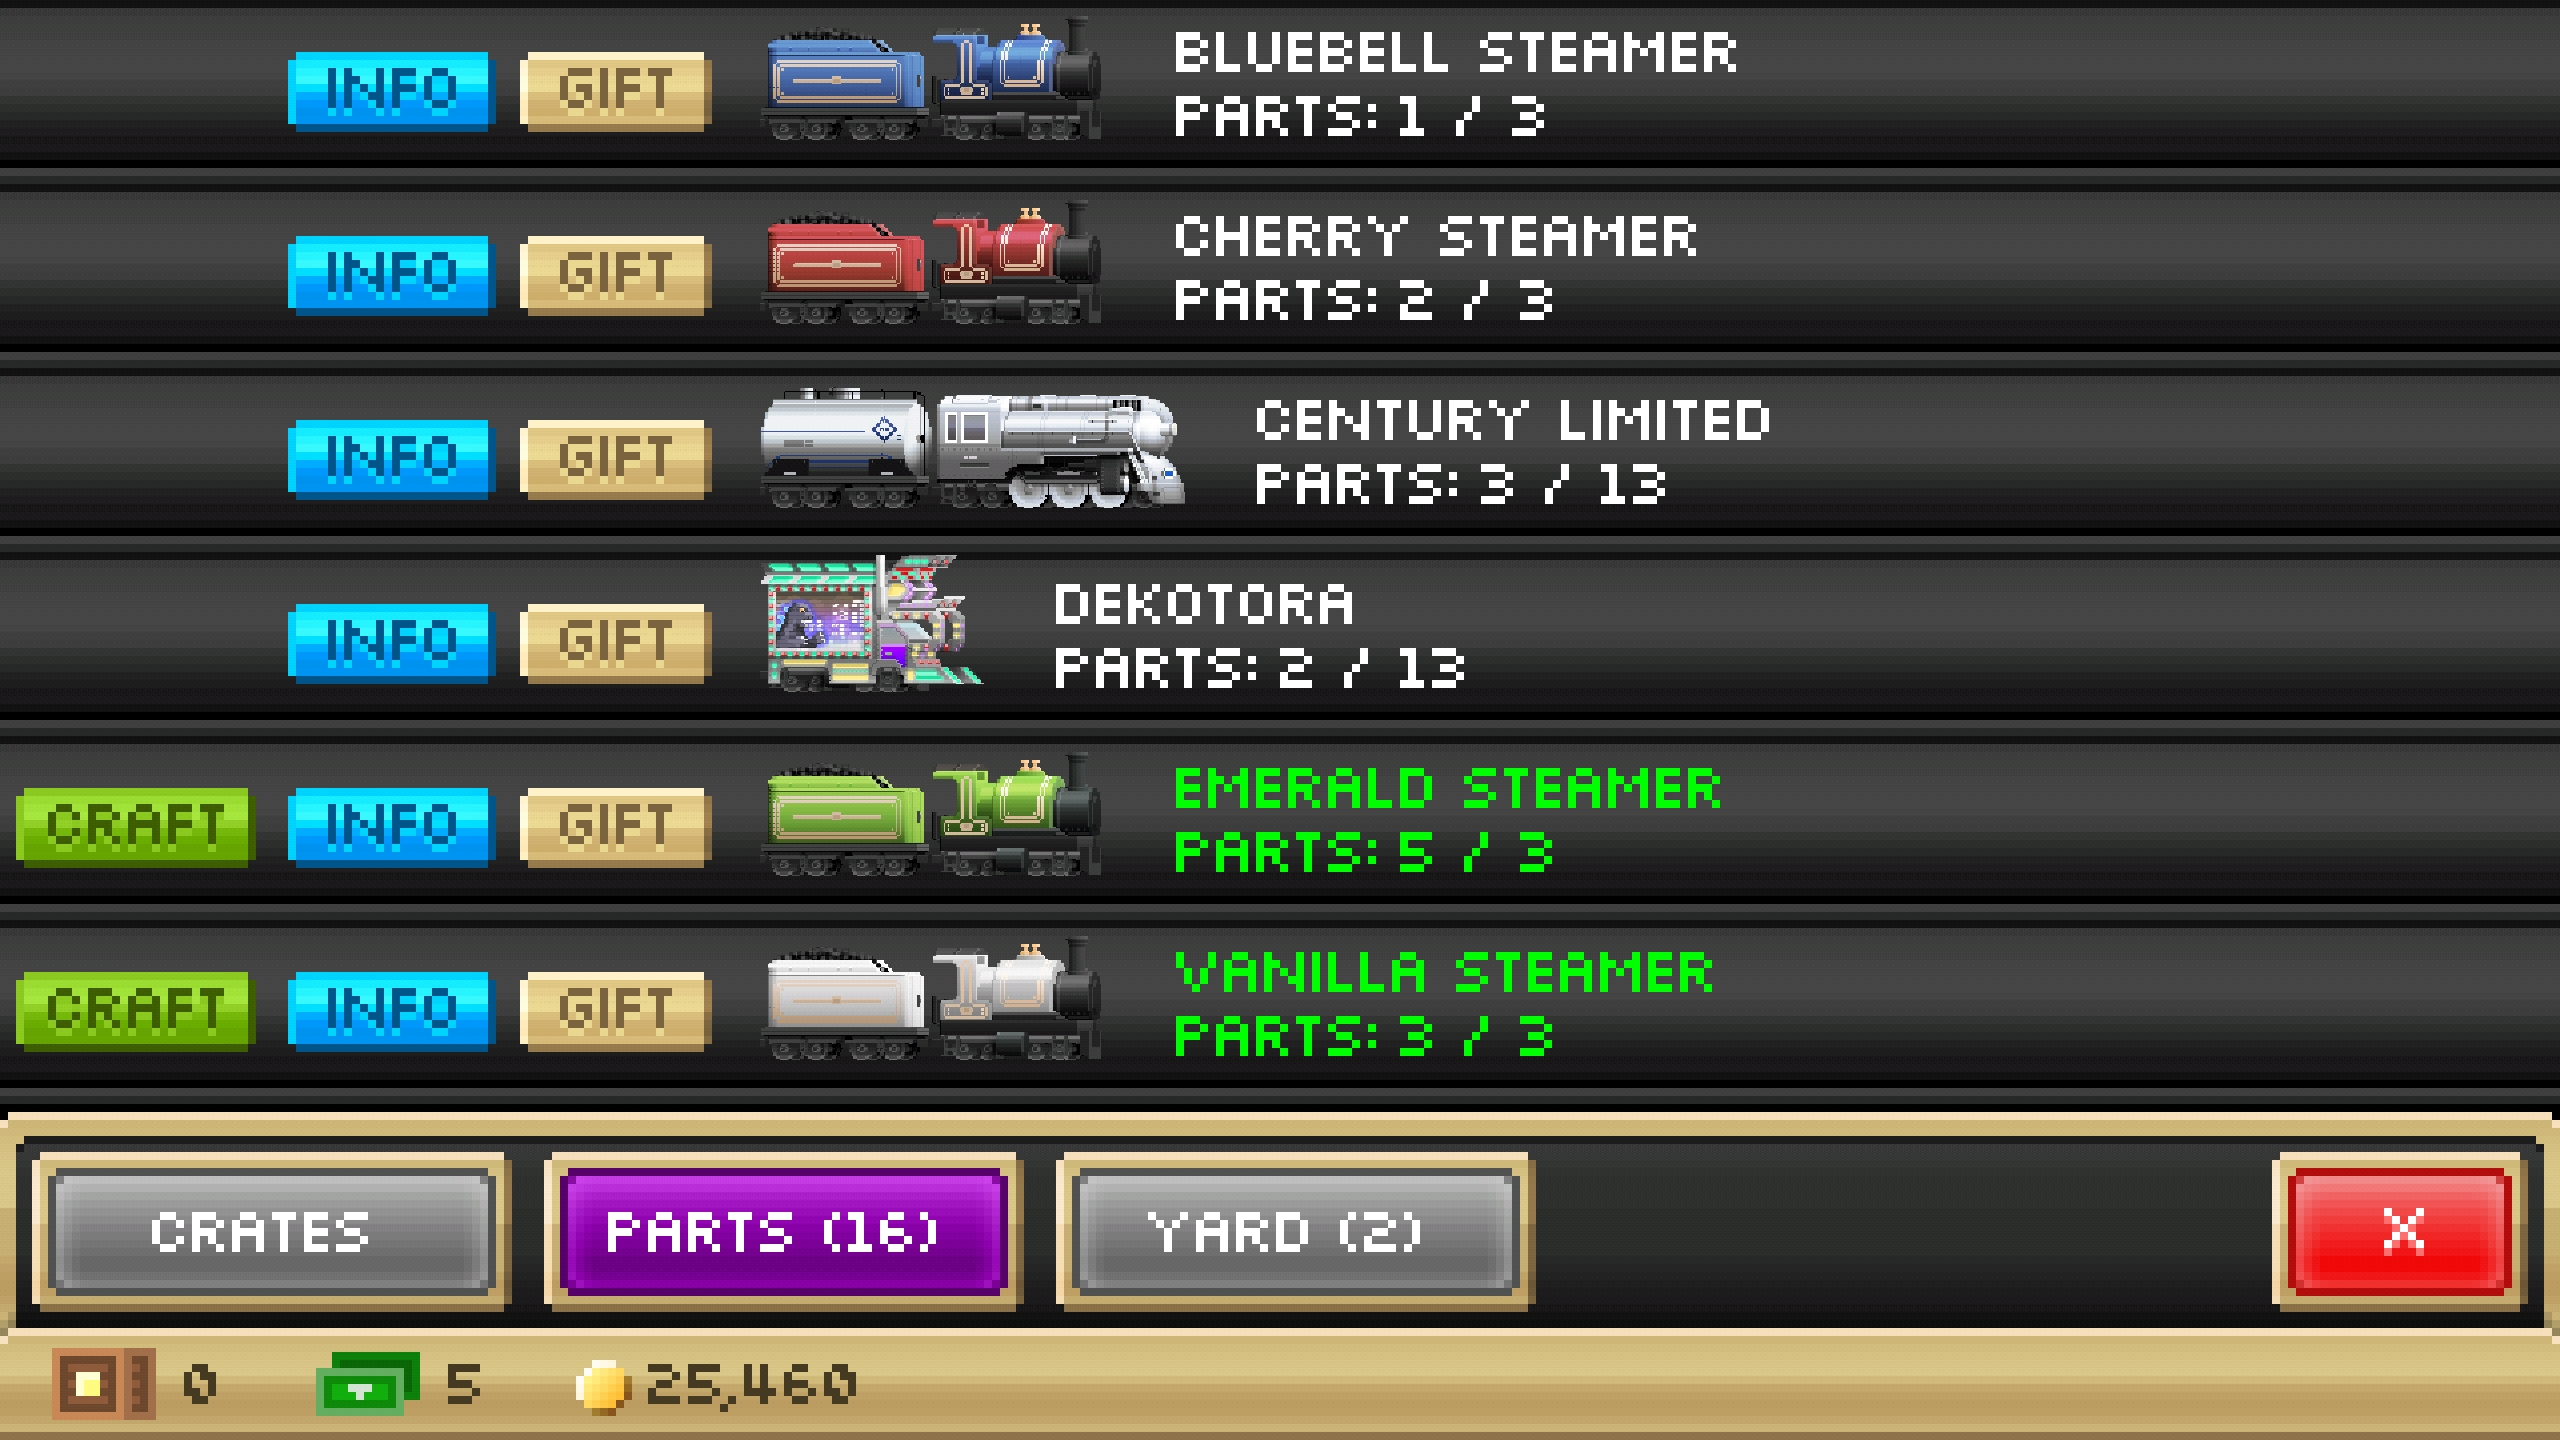 INFO GIFT BLUEBELL STEAMER
PARTS: 1 / 3
INFO GIFT CHERRY STEAMER
PARTS: 2 / 3
INFO GIFT CENTURY LIMITED
PARTS: 3 / 13
INFO GIFT DEKOTORA
PARTS: 2 / 13
CRAFT INFO GIFT EMERALD STEAMER
PARTS: 5 / 3
CRAFT INFO GIFT VANILLA STEAMER
PARTS: 3 / 3
CRATES PARTS (16) YARD (2) X
0 5 25,460